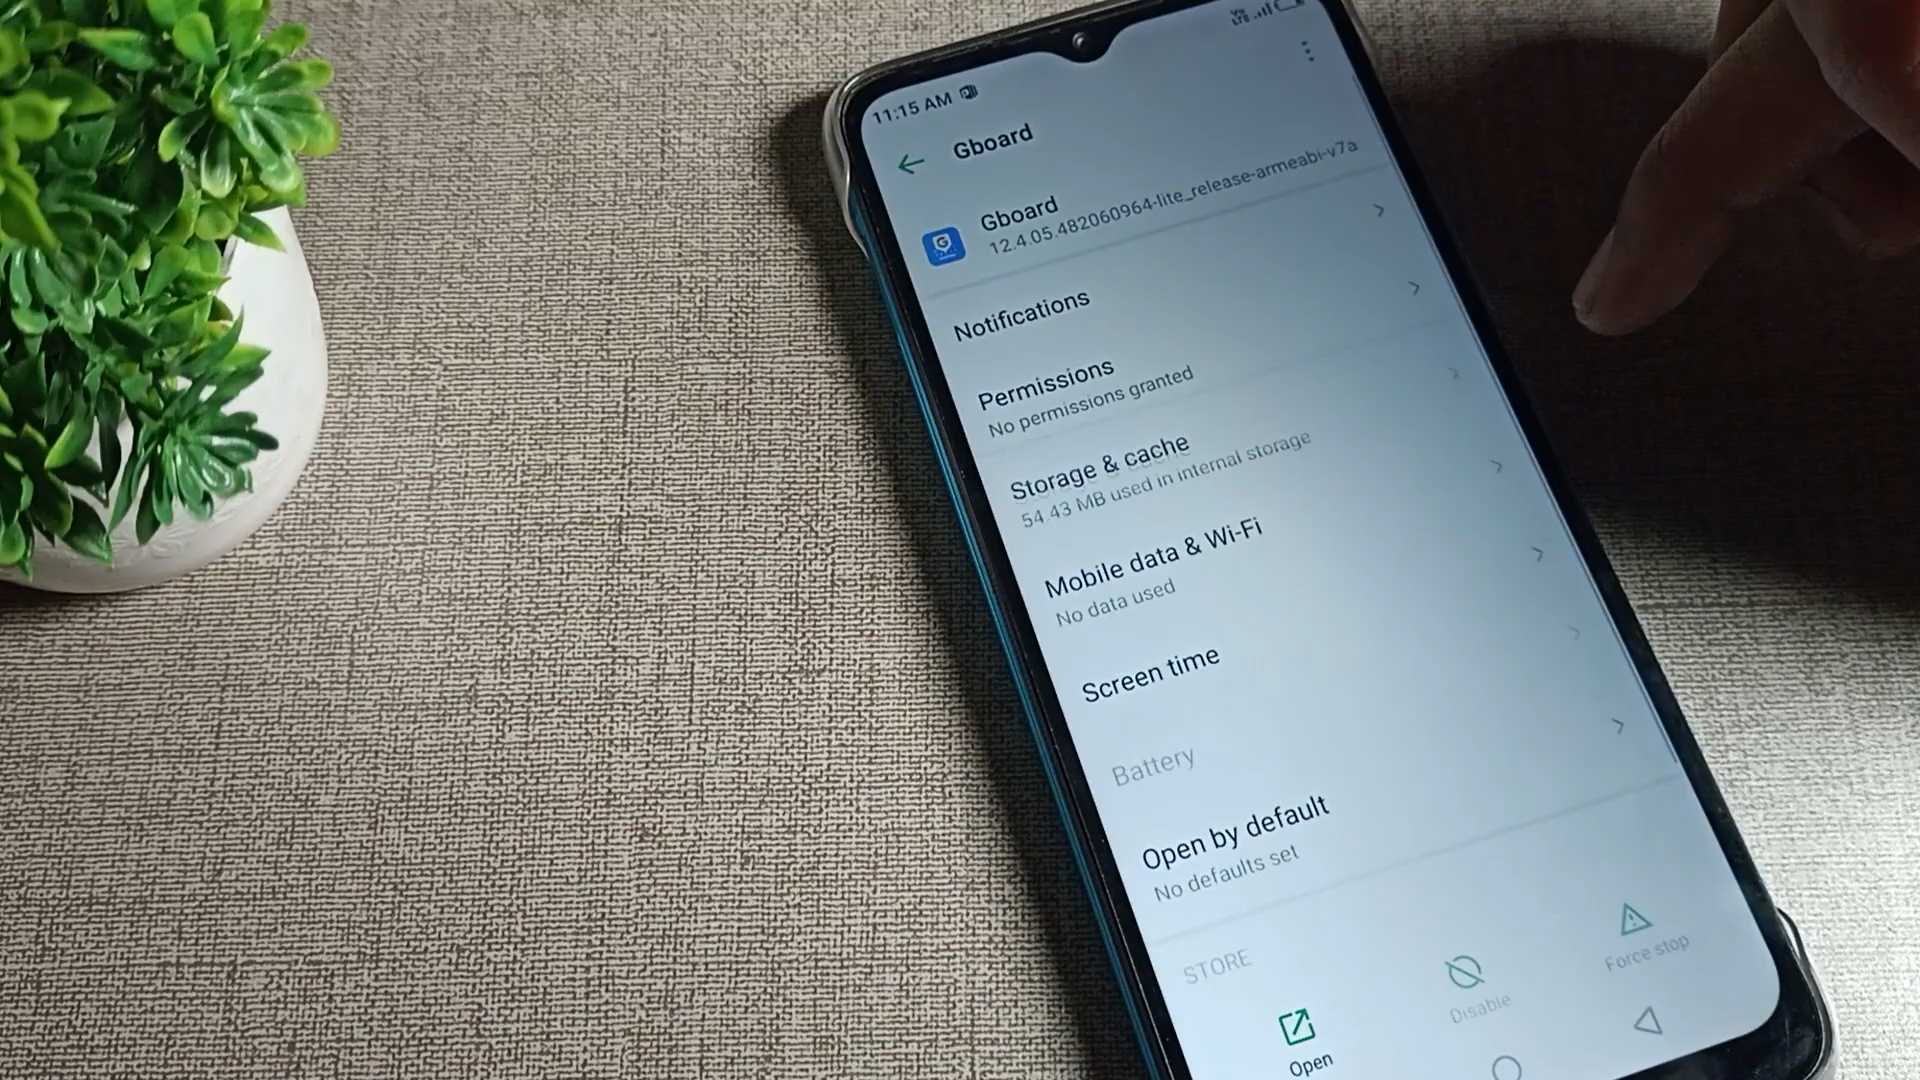 11:15 AM
Vo
LTE
Gboard
Gboard
12.4.05.482060964-lite_release-armeabi-v7a
Notifications
Permissions
No permissions granted
Storage & cache
54.43 MB used in internal storage
Mobile data & Wi-Fi
No data used
Screen time
Battery
Open by default
No defaults set
STORE
Open
Disable
Force stop